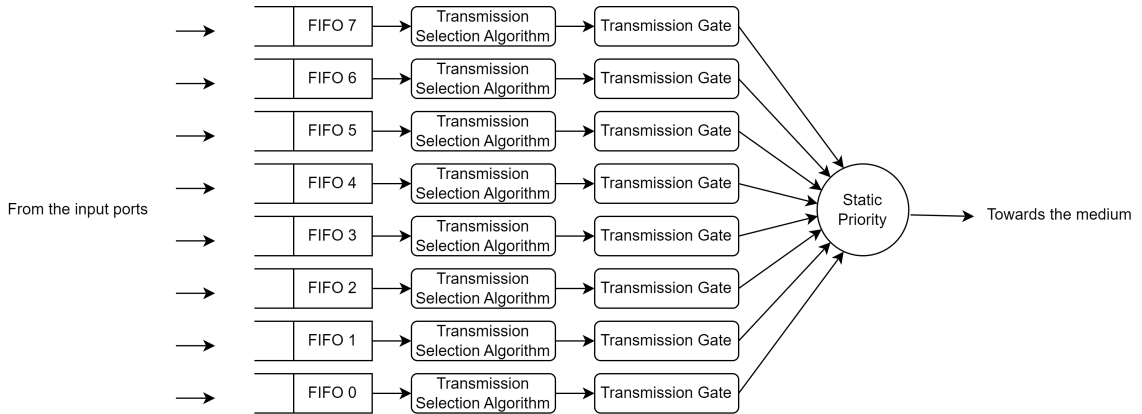 FIFO 7
Transmission
Selection Algorithm
Transmission Gate
FIFO 6
Transmission
Selection Algorithm
Transmission Gate
FIFO 5
Transmission
Selection Algorithm
Transmission Gate
FIFO 4
Transmission
Selection Algorithm
Transmission Gate
From the input ports
Static
Priority
Towards the medium
FIFO 3
Transmission
Selection Algorithm
Transmission Gate
FIFO 2
Transmission
Selection Algorithm
Transmission Gate
FIFO 1
Transmission
Selection Algorithm
Transmission Gate
FIFO 0
Transmission
Selection Algorithm
Transmission Gate